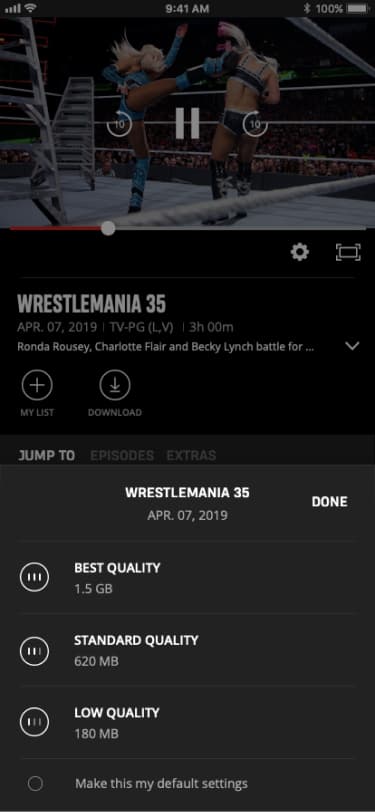 9:41 AM
100%
10
10
WRESTLEMANIA 35
APR. 07, 2019 | TV-PG (L,V) | 3h 00m
Ronda Rousey, Charlotte Flair and Becky Lynch battle for ...
MY LIST
DOWNLOAD
JUMP TO
EPISODES
EXTRAS
WRESTLEMANIA 35
DONE
APR. 07, 2019
BEST QUALITY
1.5 GB
STANDARD QUALITY
620 MB
LOW QUALITY
180 MB
Make this my default settings